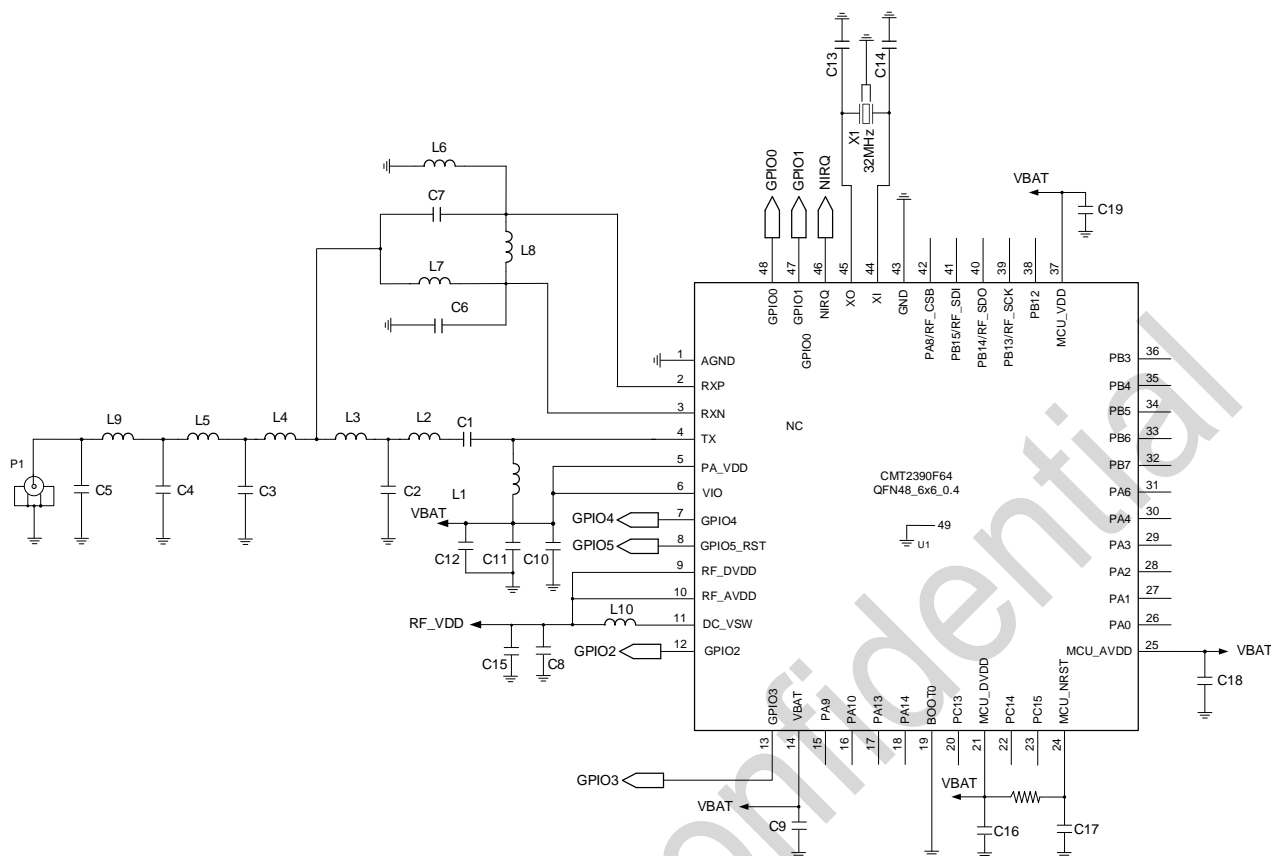 C13
C14
X1
32MHz
GPIO0
GPIO1
NIRQ
VBAT
C19
L6
C7
L8
L7
C6
48
47
46
45
44
43
42
41
40
39
38
37
GPIO0
GPIO1
GPIO0
NIRQ
XO
XI
GND
PA8/RF_CSB
PB15/RF_SDI
PB14/RF_SDO
PB13/RF_SCK
PB12
MCU_VDD
1 AGND
2 RXP
3 RXN
4 TX
5 PA_VDD
6 VIO
7 GPIO4
8 GPIO5_RST
9 RF_DVDD
10 RF_AVDD
11 DC_VSW
12 GPIO2
PB3 36
PB4 35
PB5 34
PB6 33
PB7 32
PA6 31
PA4 30
PA3 29
PA2 28
PA1 27
PA0 26
MCU_AVDD 25
NC
CMT2390F64
QFN48_6x6_0.4
49
U1
L9
L5
L4
L3
L2
C1
P1
C5
C4
C3
C2
L1
VBAT
C12
C11
C10
GPIO4
GPIO5
L10
RF_VDD
C15
C8
GPIO2
VBAT
C18
GPIO3
VBAT
PA9
PA10
PA13
PA14
BOOT0
PC13
MCU_DVDD
PC14
PC15
MCU_NRST
13
14
15
16
17
18
19
20
21
22
23
24
GPIO3
VBAT
C9
VBAT
C16
C17
onfidential